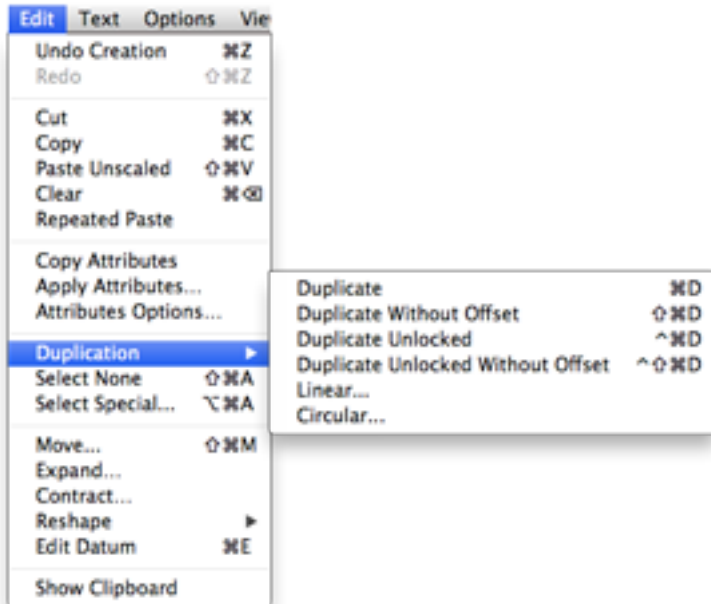 Edit Text Options Vie
Undo Creation ⌘Z
Redo ⇧⌘Z
Cut ⌘X
Copy ⌘C
Paste Unscaled ⇧⌘V
Clear ⌘⌫
Repeated Paste
Copy Attributes
Apply Attributes...
Attributes Options...
Duplication ▶
Select None ⇧⌘A
Select Special... ⌥⌘A
Move... ⇧⌘M
Expand...
Contract...
Reshape ▶
Edit Datum ⌘E
Show Clipboard
Duplicate ⌘D
Duplicate Without Offset ⇧⌘D
Duplicate Unlocked ^⌘D
Duplicate Unlocked Without Offset ^⇧⌘D
Linear...
Circular...